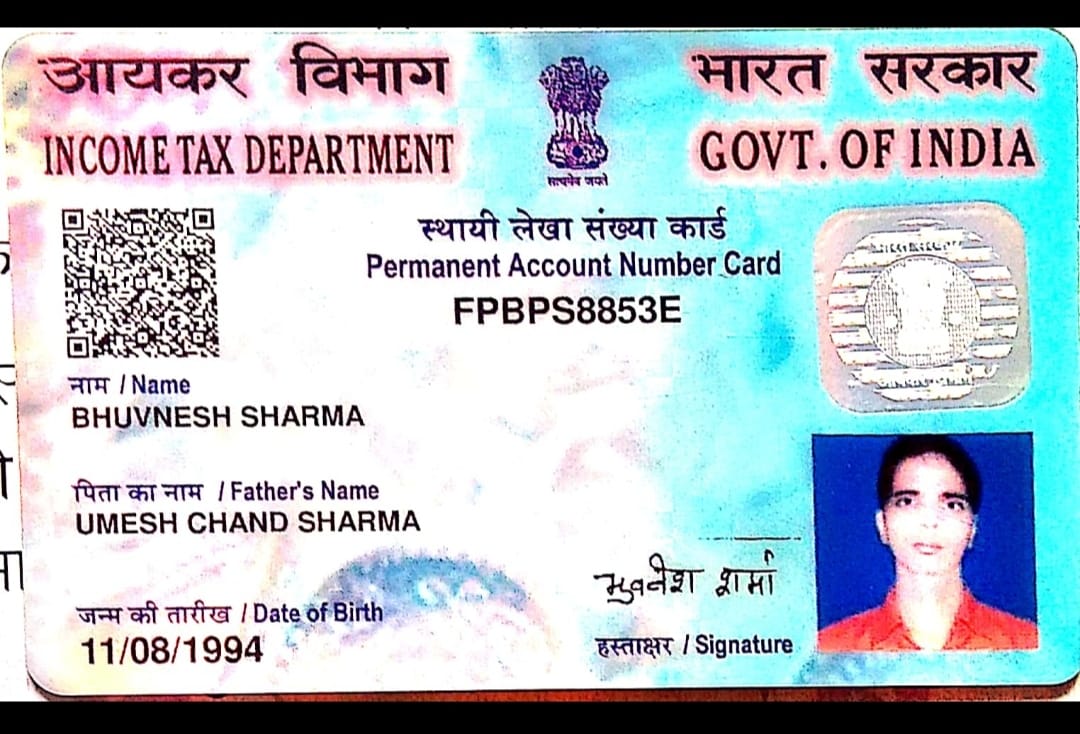 आयकर विभाग
INCOME TAX DEPARTMENT
सत्यमेव जयते
भारत सरकार
GOVT. OF INDIA
स्थायी लेखा संख्या कार्ड
Permanent Account Number Card
FPBPS8853E
नाम / Name
BHUVNESH SHARMA
पिता का नाम / Father's Name
UMESH CHAND SHARMA
जन्म की तारीख / Date of Birth
11/08/1994
भुवनेश शर्मा
हस्ताक्षर / Signature